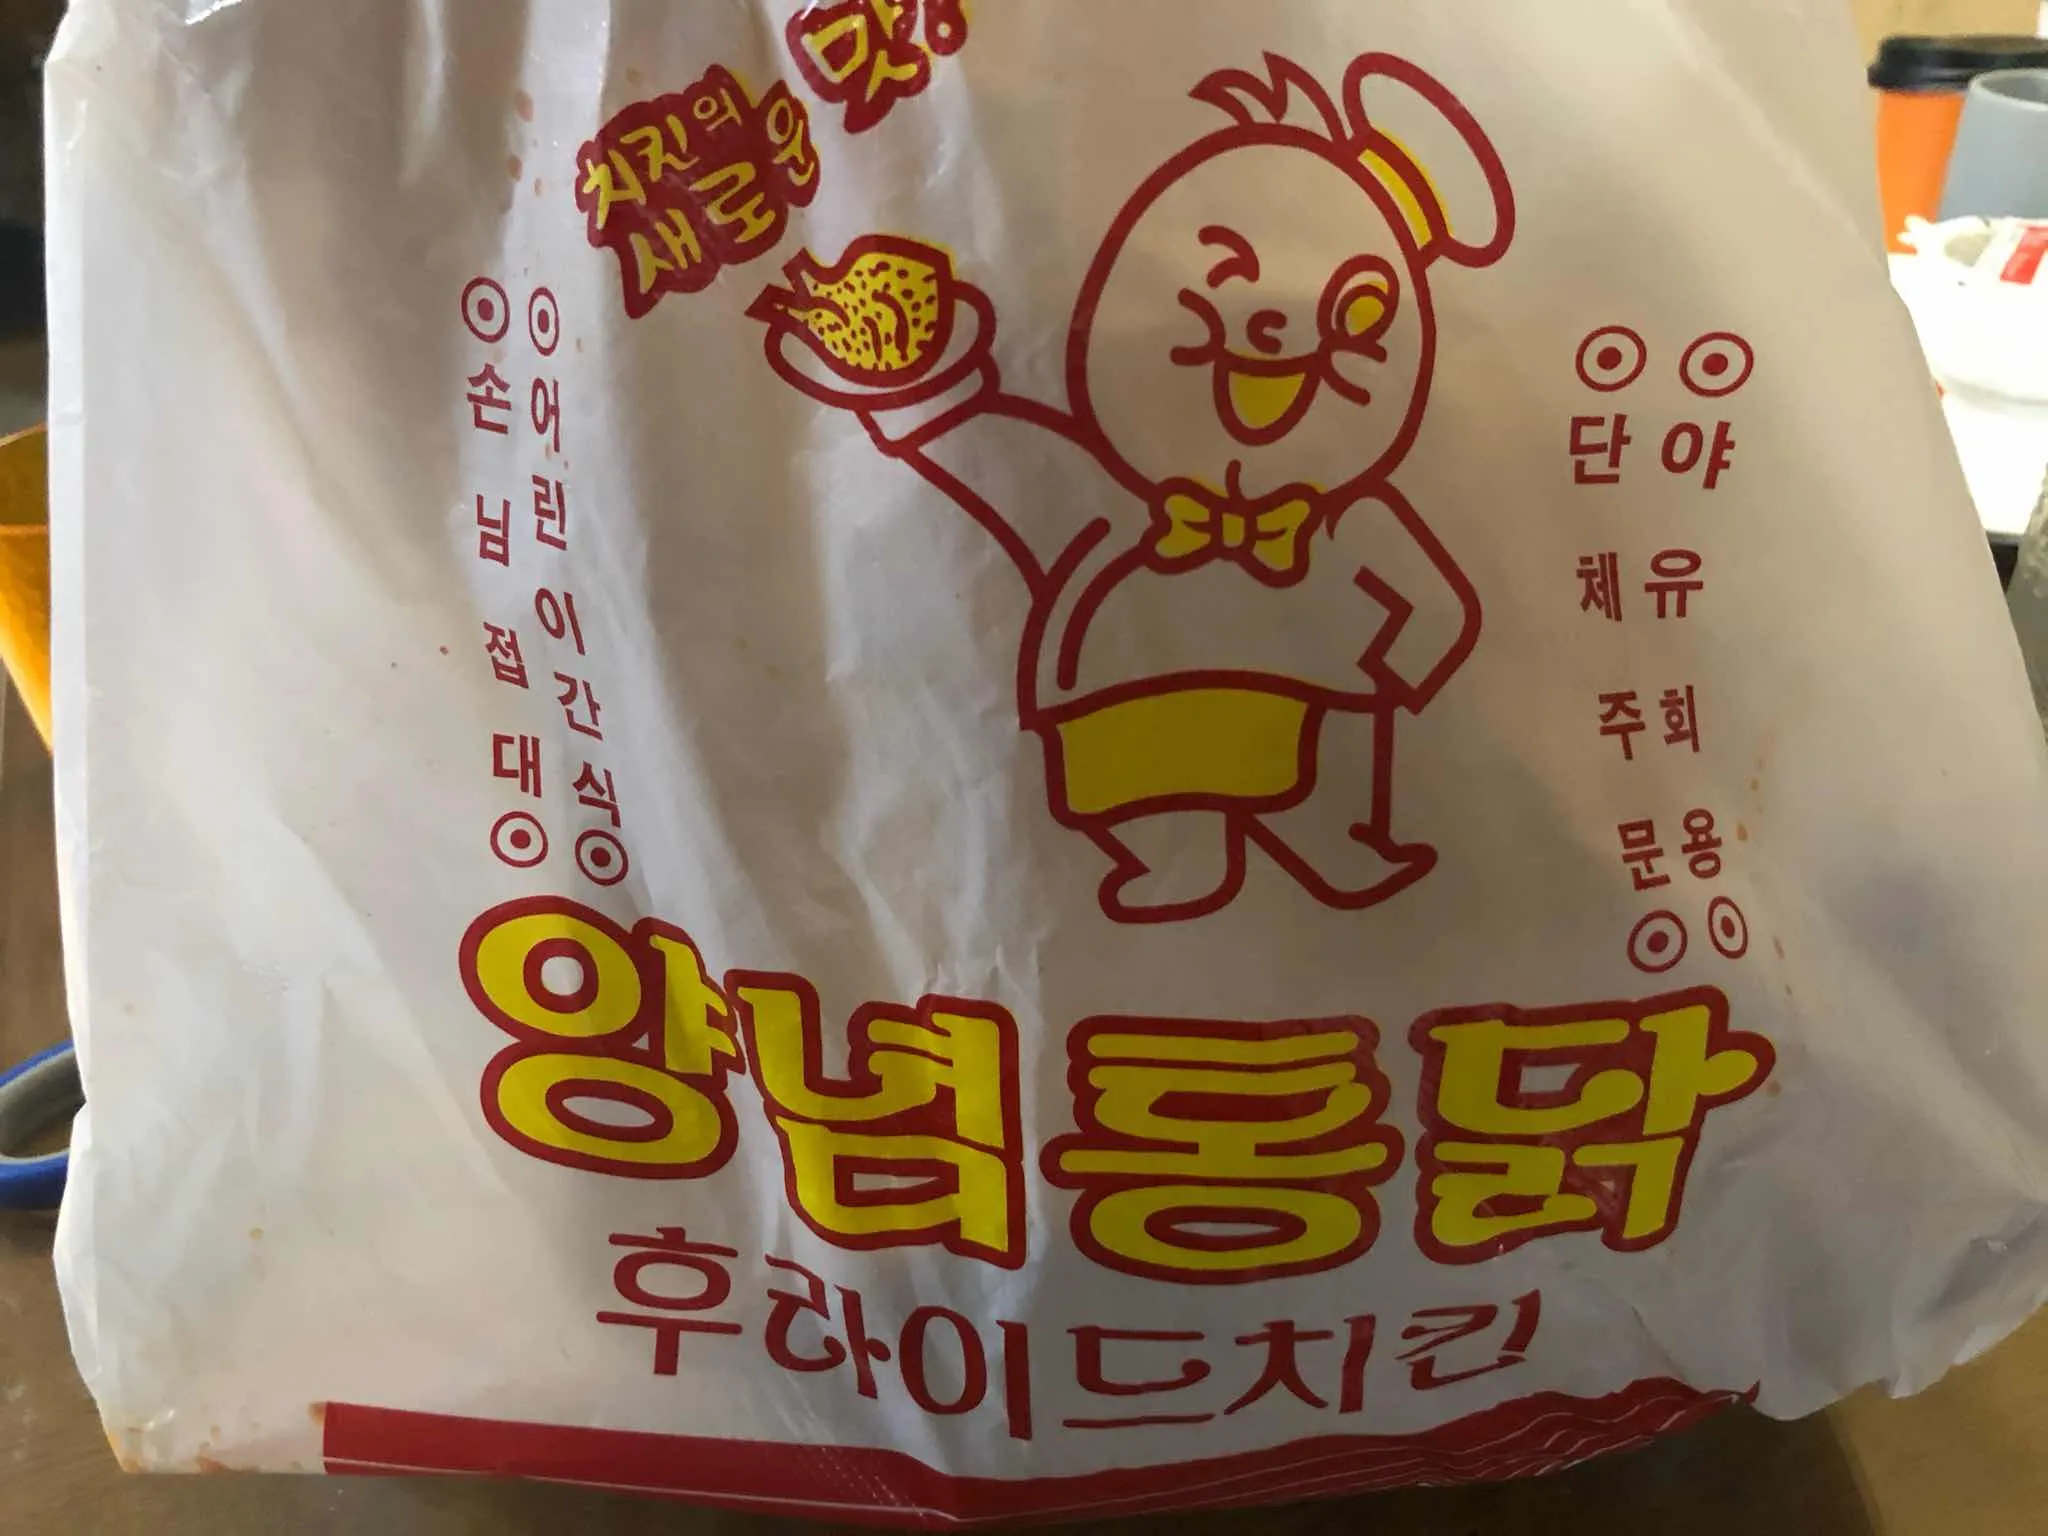 치킨의
새로운
맛!
◎어린이간식◎
◎손님접대◎
◎야유회용◎
◎단체주문◎
양념통닭
후라이드치킨